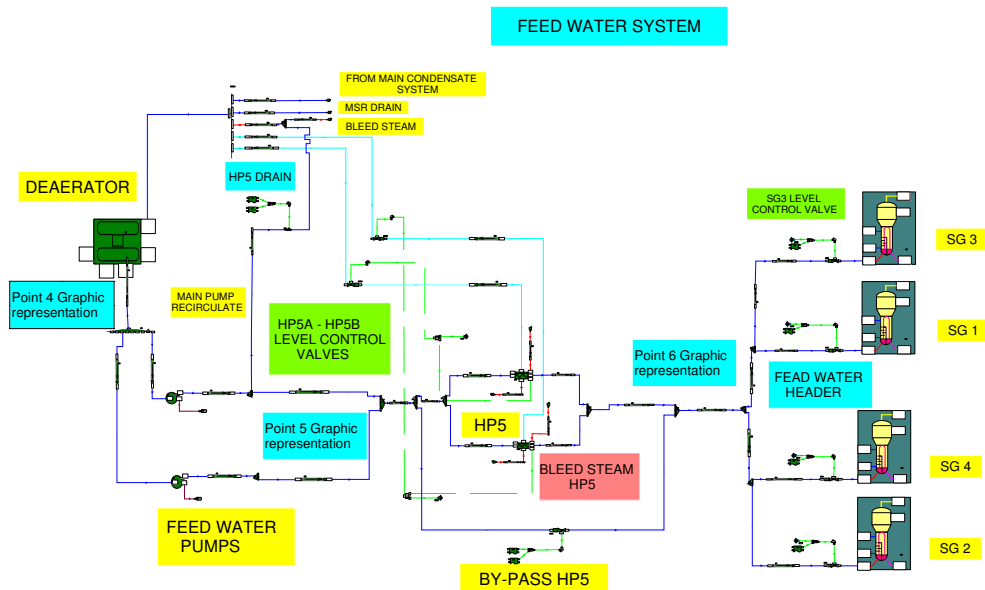 FEED WATER SYSTEM
FROM MAIN CONDENSATE
SYSTEM
MSR DRAIN
BLEED STEAM
HP5 DRAIN
DEAERATOR
SG3 LEVEL
CONTROL VALVE
SG 3
Point 4 Graphic
representation
MAIN PUMP
RECIRCULATE
HP5A - HP5B
LEVEL CONTROL
VALVES
SG 1
Point 6 Graphic
representation
FEAD WATER
HEADER
Point 5 Graphic
representation
HP5
BLEED STEAM
HP5
SG 4
FEED WATER
PUMPS
SG 2
BY-PASS HP5